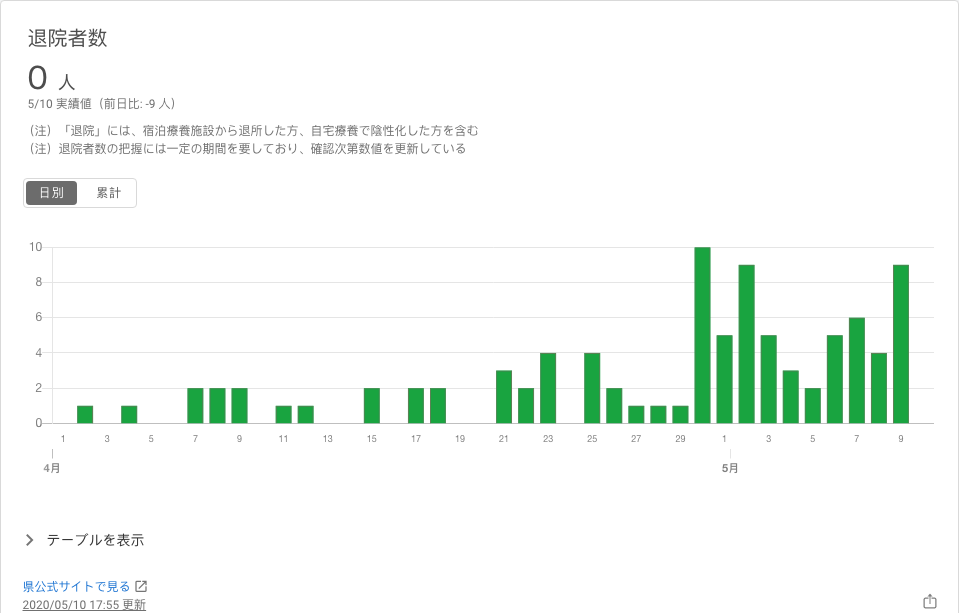 退院者数
0 人
5/10 実績値（前日比: -9 人）
（注）「退院」には、宿泊療養施設から退所した方、自宅療養で陰性化した方を含む
（注）退院者数の把握には一定の期間を要しており、確認次第数値を更新している
日別 累計
10
8
6
4
2
0
1 3 5 7 9 11 13 15 17 19 21 23 25 27 29 1 3 5 7 9
4月 5月
テーブルを表示
県公式サイトで見る
2020/05/10 17:55 更新